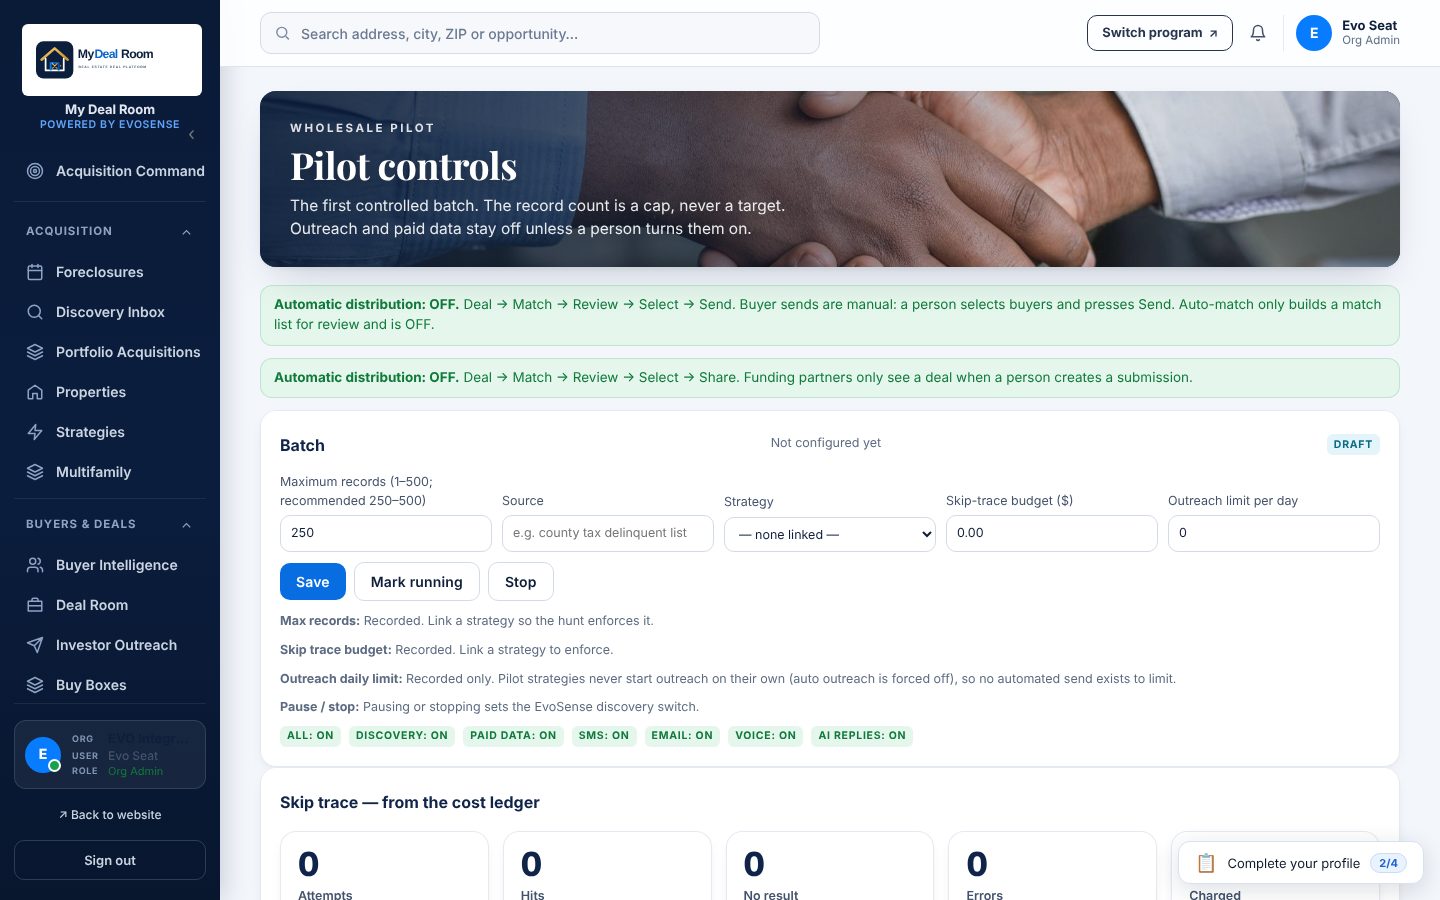 MyDeal Room
REAL ESTATE DEAL PLATFORM
My Deal Room
POWERED BY EVOSENSE
Acquisition Command
ACQUISITION
Foreclosures
Discovery Inbox
Portfolio Acquisitions
Properties
Strategies
Multifamily
BUYERS & DEALS
Buyer Intelligence
Deal Room
Investor Outreach
Buy Boxes
E
ORG EVO Integr...
USER Evo Seat
ROLE Org Admin
↗ Back to website
Sign out
Search address, city, ZIP or opportunity...
Switch program ↗
E
Evo Seat
Org Admin
WHOLESALE PILOT
Pilot controls
The first controlled batch. The record count is a cap, never a target.
Outreach and paid data stay off unless a person turns them on.
Automatic distribution: OFF. Deal → Match → Review → Select → Send. Buyer sends are manual: a person selects buyers and presses Send. Auto-match only builds a match
list for review and is OFF.
Automatic distribution: OFF. Deal → Match → Review → Select → Share. Funding partners only see a deal when a person creates a submission.
Batch
Not configured yet
DRAFT
Maximum records (1–500;
recommended 250–500)
250
Source
e.g. county tax delinquent list
Strategy
— none linked —
Skip-trace budget ($)
0.00
Outreach limit per day
0
Save
Mark running
Stop
Max records: Recorded. Link a strategy so the hunt enforces it.
Skip trace budget: Recorded. Link a strategy to enforce.
Outreach daily limit: Recorded only. Pilot strategies never start outreach on their own (auto outreach is forced off), so no automated send exists to limit.
Pause / stop: Pausing or stopping sets the EvoSense discovery switch.
ALL: ON
DISCOVERY: ON
PAID DATA: ON
SMS: ON
EMAIL: ON
VOICE: ON
AI REPLIES: ON
Skip trace — from the cost ledger
0
Attempts
0
Hits
0
No result
0
Errors
Charged
Complete your profile
2/4